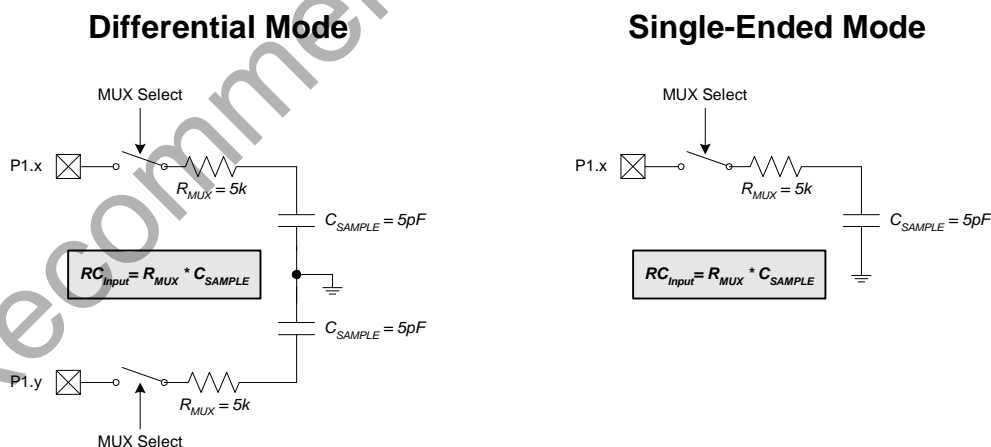 Differential Mode
MUX Select
P1.x
R_MUX = 5k
C_SAMPLE = 5pF
RC_Input = R_MUX * C_SAMPLE
C_SAMPLE = 5pF
P1.y
R_MUX = 5k
MUX Select
Single-Ended Mode
MUX Select
P1.x
R_MUX = 5k
C_SAMPLE = 5pF
RC_Input = R_MUX * C_SAMPLE
ecomme